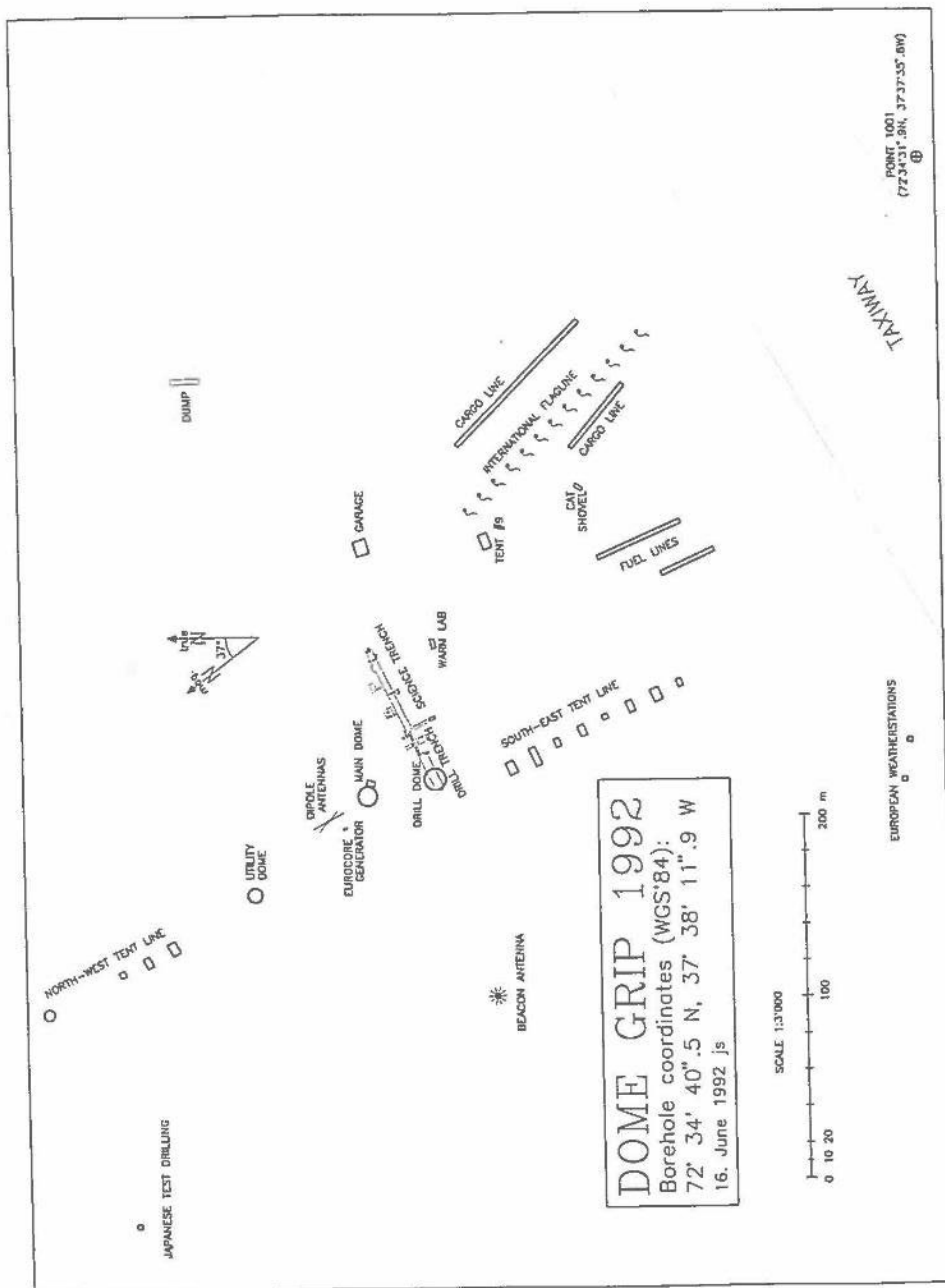 JAPANESE TEST DRILLING
NORTH-WEST TENT LINE
UTILITY
DOME
DIPOLE
ANTENNAS
EUROCORE
GENERATOR
MAIN DOME
true
N
37°
N
DUMP
GARAGE
DRILL DOME
DRILL TRENCH
SCIENCE TRENCH
WARM LAB
TENT #9
CARGO LINE
INTERNATIONAL FLAGLINE
CARGO LINE
CAT
SHOVEL
FUEL LINES
SOUTH-EAST TENT LINE
BEACON ANTENNA
DOME GRIP 1992
Borehole coordinates (WGS'84):
72° 34' 40".5 N, 37° 38' 11".9 W
16. June 1992 js
SCALE 1:3'000
0 10 20 100 200 m
EUROPEAN WEATHERSTATIONS
TAXIWAY
POINT 1001
(72°34'31".9N, 37°37'35".6W)